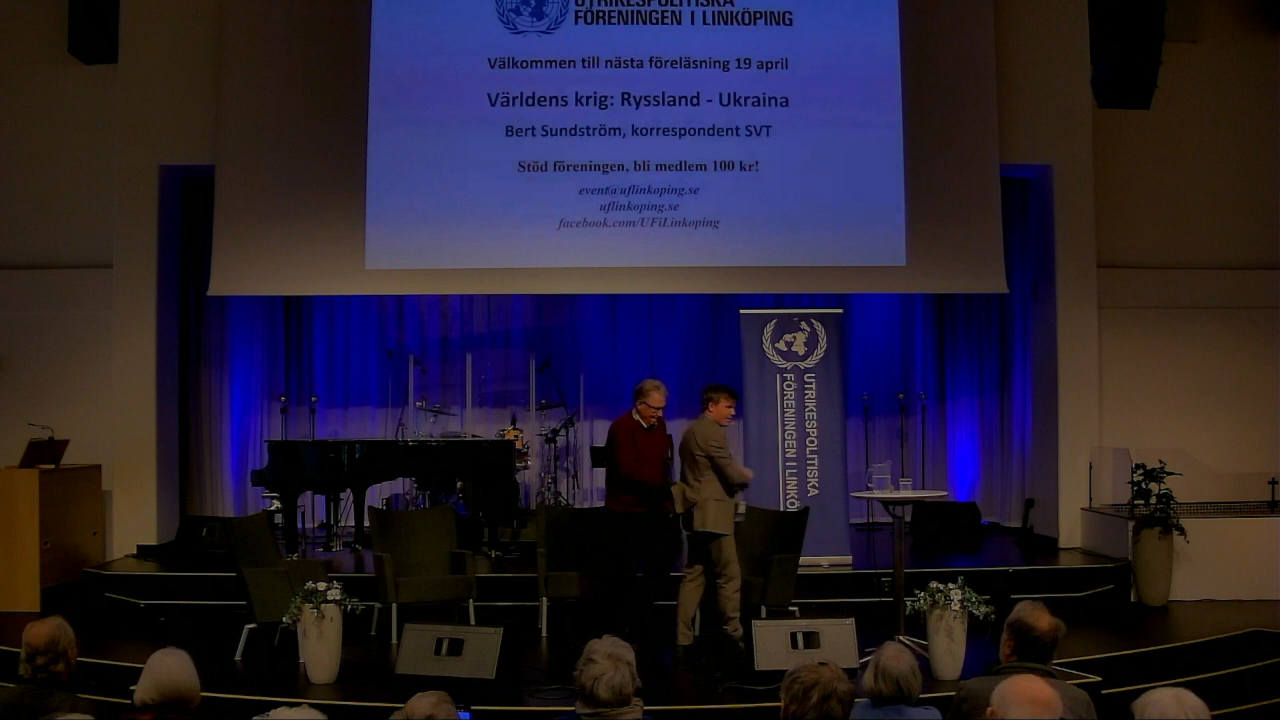 UTRIKESPOLITISKA
FÖRENINGEN I LINKÖPING
Välkommen till nästa föreläsning 19 april
Världens krig: Ryssland - Ukraina
Bert Sundström, korrespondent SVT
Stöd föreningen, bli medlem 100 kr!
event@uflinkoping.se
uflinkoping.se
facebook.com/UFiLinkoping
UTRIKESPOLITISKA
FÖRENINGEN I LINKÖ